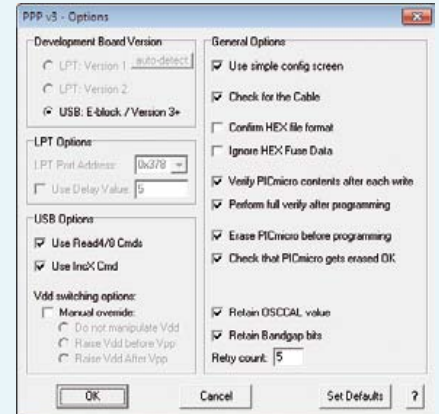 PPP v3 - Options
Development Board Version
LPT: Version 1 auto-detect
LPT: Version 2
USB: E-block / Version 3+
LPT Options
LPT Port Address: 0x378
Use Delay Value: 5
USB Options
Use Read4/8 Cmds
Use IncX Cmd
Vdd switching options:
Manual override:
Do not manipulate Vdd
Raise Vdd before Vpp
Raise Vdd After Vpp
General Options
Use simple config screen
Check for the Cable
Confirm HEX file format
Ignore HEX Fuse Data
Verify PICmicro contents after each write
Perform full verify after programming
Erase PICmicro before programming
Check that PICmicro gets erased OK
Retain OSCCAL value
Retain Bandgap bits
Retry count: 5
OK Cancel Set Defaults ?